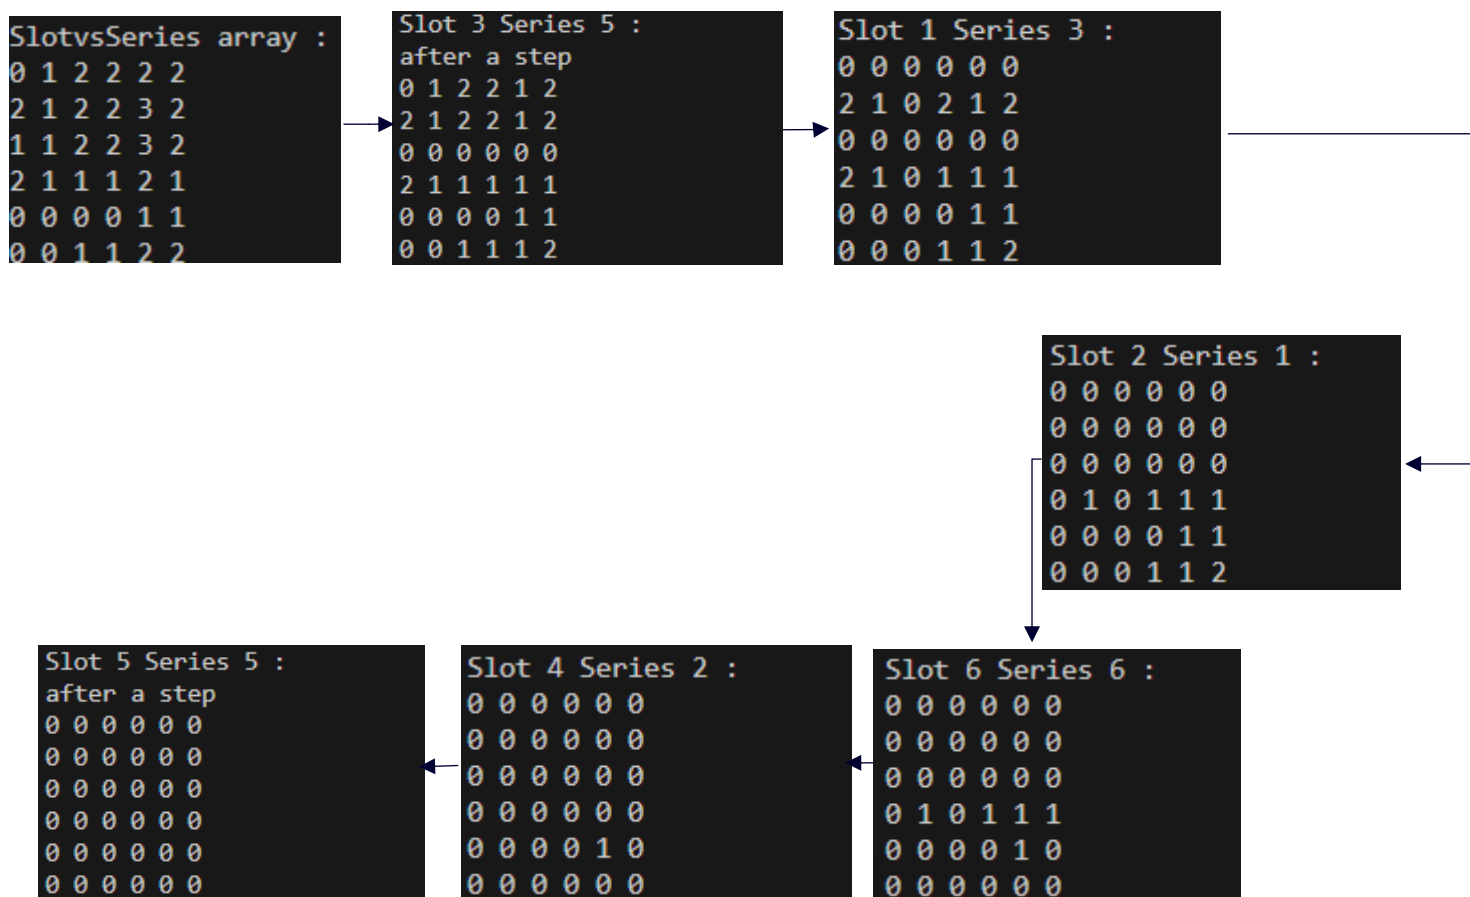 SlotvsSeries array :
0 1 2 2 2 2
2 1 2 2 3 2
1 1 2 2 3 2
2 1 1 1 2 1
0 0 0 0 1 1
0 0 1 1 2 2
Slot 3 Series 5 :
after a step
0 1 2 2 1 2
2 1 2 2 1 2
0 0 0 0 0 0
2 1 1 1 1 1
0 0 0 0 1 1
0 0 1 1 1 2
Slot 1 Series 3 :
0 0 0 0 0 0
2 1 0 2 1 2
0 0 0 0 0 0
2 1 0 1 1 1
0 0 0 0 1 1
0 0 0 1 1 2
Slot 2 Series 1 :
0 0 0 0 0 0
0 0 0 0 0 0
0 0 0 0 0 0
0 1 0 1 1 1
0 0 0 0 1 1
0 0 0 1 1 2
Slot 6 Series 6 :
0 0 0 0 0 0
0 0 0 0 0 0
0 0 0 0 0 0
0 1 0 1 1 1
0 0 0 0 1 0
0 0 0 0 0 0
Slot 4 Series 2 :
0 0 0 0 0 0
0 0 0 0 0 0
0 0 0 0 0 0
0 0 0 0 0 0
0 0 0 0 1 0
0 0 0 0 0 0
Slot 5 Series 5 :
after a step
0 0 0 0 0 0
0 0 0 0 0 0
0 0 0 0 0 0
0 0 0 0 0 0
0 0 0 0 0 0
0 0 0 0 0 0